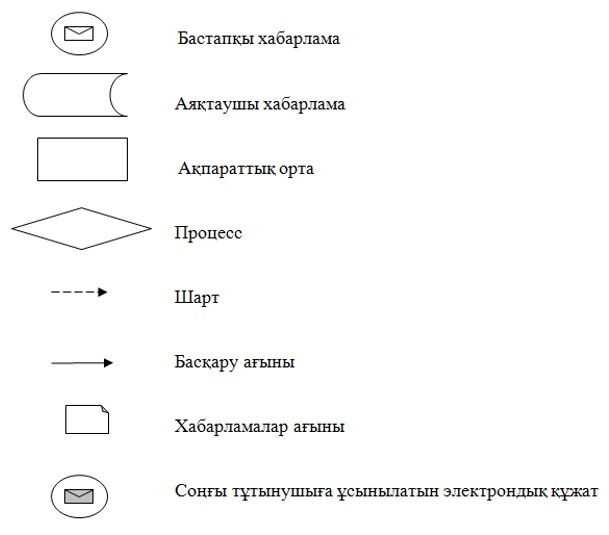 Бастапқы хабарлама
Аяқтаушы хабарлама
Ақпараттық орта
Процесс
Шарт
Басқару ағыны
Хабарламалар ағыны
Соңғы тұтынушыға ұсынылатын электрондық құжат